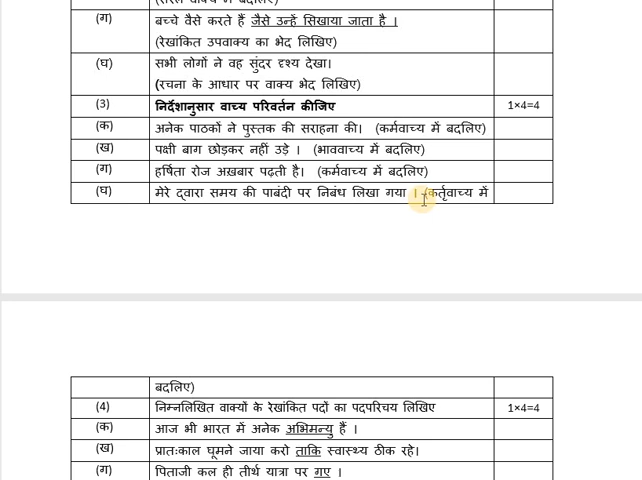 (ग) बच्चे वैसे करते हैं जैसे उन्हें सिखाया जाता है ।
(रेखांकित उपवाक्य का भेद लिखिए)
(घ) सभी लोगों ने वह सुंदर दृश्य देखा।
(रचना के आधार पर वाक्य भेद लिखिए)
(3) निर्देशानुसार वाच्य परिवर्तन कीजिए 1×4=4
(क) अनेक पाठकों ने पुस्तक की सराहना की। (कर्मवाच्य में बदलिए)
(ख) पक्षी बाग छोड़कर नहीं उड़े । (भाववाच्य में बदलिए)
(ग) हर्षिता रोज अख़बार पढ़ती है। (कर्मवाच्य में बदलिए)
(घ) मेरे द्वारा समय की पाबंदी पर निबंध लिखा गया । (कर्तृवाच्य में
बदलिए)
(4) निम्नलिखित वाक्यों के रेखांकित पदों का पदपरिचय लिखिए 1×4=4
(क) आज भी भारत में अनेक अभिमन्यु हैं ।
(ख) प्रातःकाल घूमने जाया करो ताकि स्वास्थ्य ठीक रहे।
(ग) पिताजी कल ही तीर्थ यात्रा पर गए ।